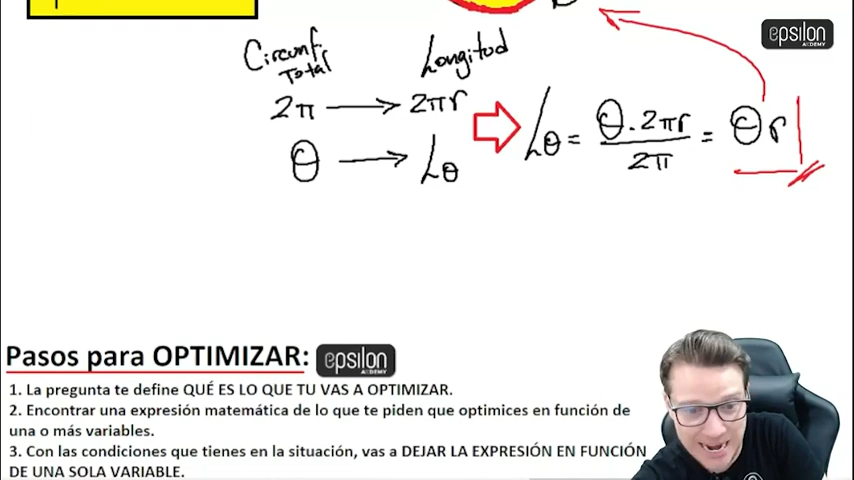 epsilon
ACADEMY
Circunf. Longitud
Total
2π → 2πr ⇒ Lθ = θ.2πr / 2π = θr
θ → Lθ
Pasos para OPTIMIZAR: epsilon
ACADEMY
1. La pregunta te define QUÉ ES LO QUE TU VAS A OPTIMIZAR.
2. Encontrar una expresión matemática de lo que te piden que optimices en función de
una o más variables.
3. Con las condiciones que tienes en la situación, vas a DEJAR LA EXPRESIÓN EN FUNCIÓN
DE UNA SOLA VARIABLE.